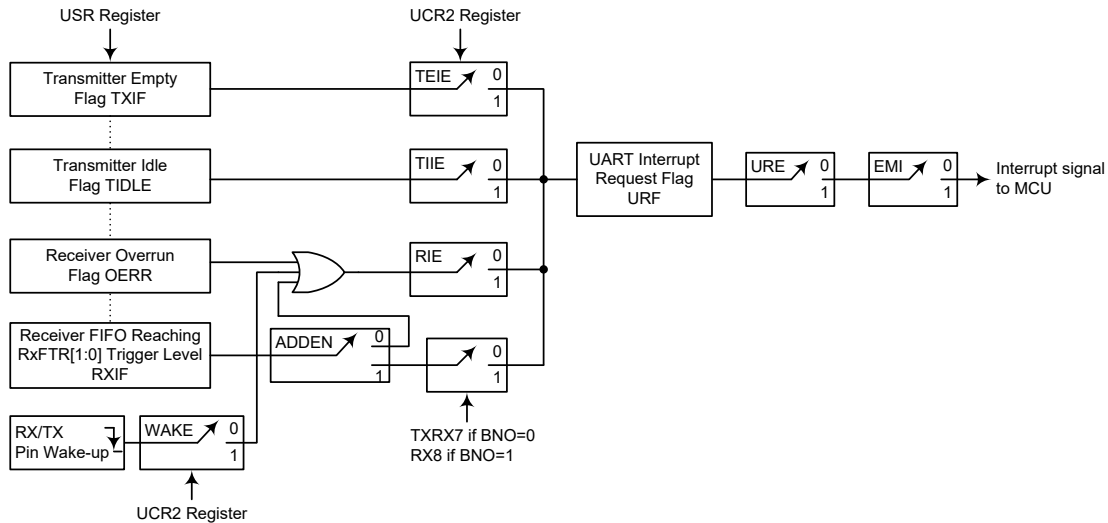 USR Register
UCR2 Register
Transmitter Empty
Flag TXIF
TEIE
0
1
Transmitter Idle
Flag TIDLE
TIIE
0
1
UART Interrupt
Request Flag
URF
URE
0
1
EMI
0
1
Interrupt signal
to MCU
Receiver Overrun
Flag OERR
RIE
0
1
Receiver FIFO Reaching
RxFTR[1:0] Trigger Level
RXIF
ADDEN
0
1
0
1
RX/TX
Pin Wake-up
WAKE
0
1
TXRX7 if BNO=0
RX8 if BNO=1
UCR2 Register